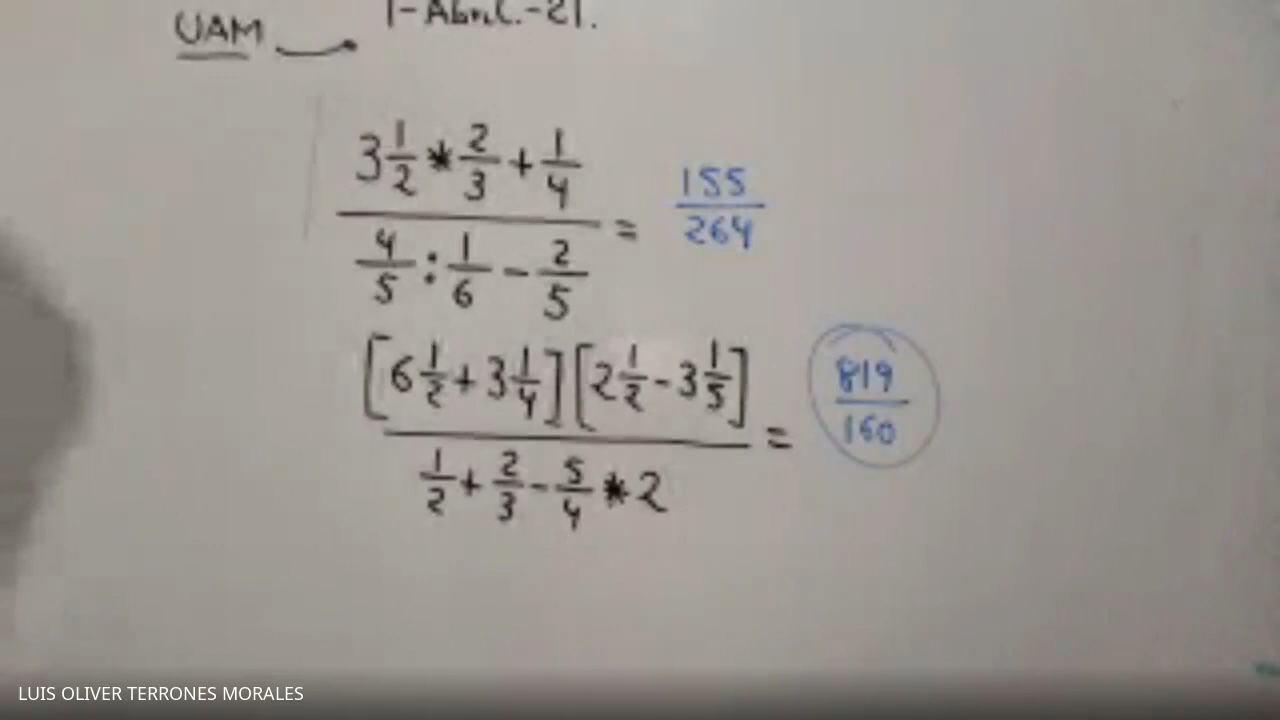 UAM 1-Abril.-21.
3 1/2 * 2/3 + 1/4
4/5 : 1/6 - 2/5
= 155/264
[6 1/2 + 3 1/4] [2 1/2 - 3 1/5]
1/2 + 2/3 - 5/4 * 2
= 819/160
LUIS OLIVER TERRONES MORALES